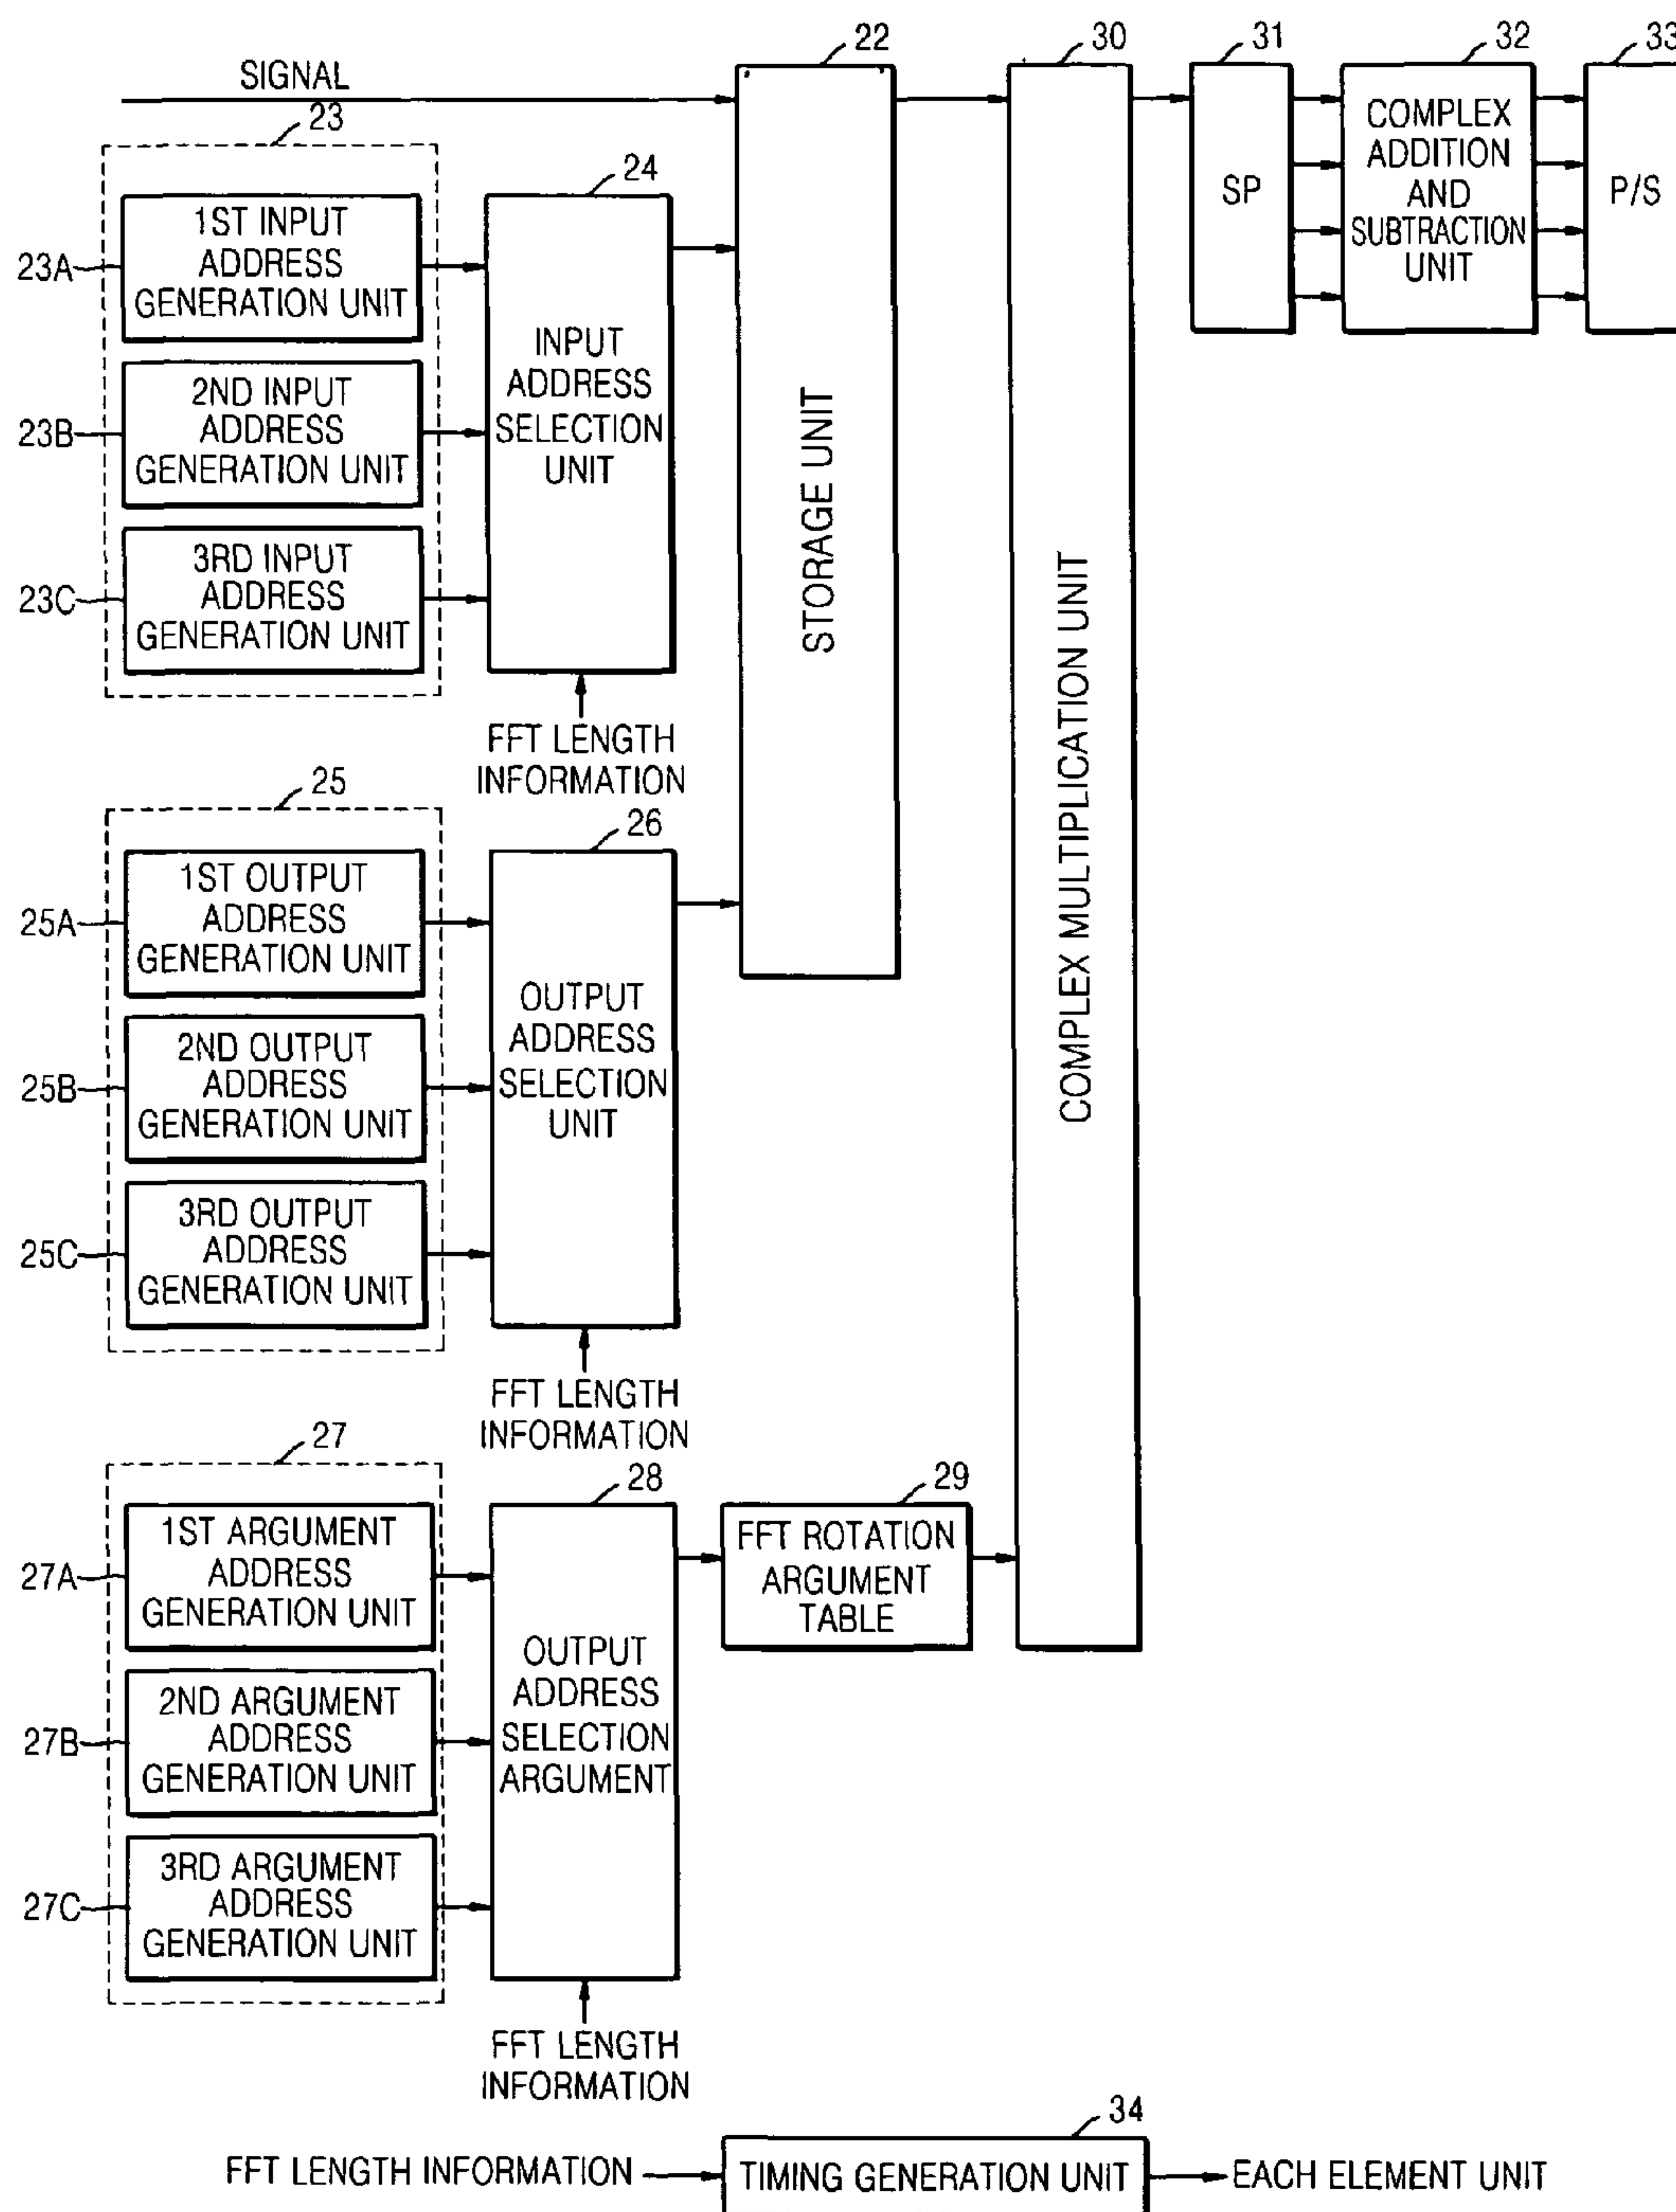 SIGNAL
22
30
31
32
33
23
24
1ST INPUT
ADDRESS
GENERATION UNIT
23A
2ND INPUT
ADDRESS
GENERATION UNIT
23B
3RD INPUT
ADDRESS
GENERATION UNIT
23C
INPUT
ADDRESS
SELECTION
UNIT
FFT LENGTH
INFORMATION
STORAGE UNIT
COMPLEX MULTIPLICATION UNIT
SP
COMPLEX
ADDITION
AND
SUBTRACTION
UNIT
P/S
25
26
1ST OUTPUT
ADDRESS
GENERATION UNIT
25A
2ND OUTPUT
ADDRESS
GENERATION UNIT
25B
3RD OUTPUT
ADDRESS
GENERATION UNIT
25C
OUTPUT
ADDRESS
SELECTION
UNIT
FFT LENGTH
INFORMATION
27
28
29
1ST ARGUMENT
ADDRESS
GENERATION UNIT
27A
2ND ARGUMENT
ADDRESS
GENERATION UNIT
27B
3RD ARGUMENT
ADDRESS
GENERATION UNIT
27C
OUTPUT
ADDRESS
SELECTION
ARGUMENT
FFT ROTATION
ARGUMENT
TABLE
FFT LENGTH
INFORMATION
34
FFT LENGTH INFORMATION
TIMING GENERATION UNIT
EACH ELEMENT UNIT